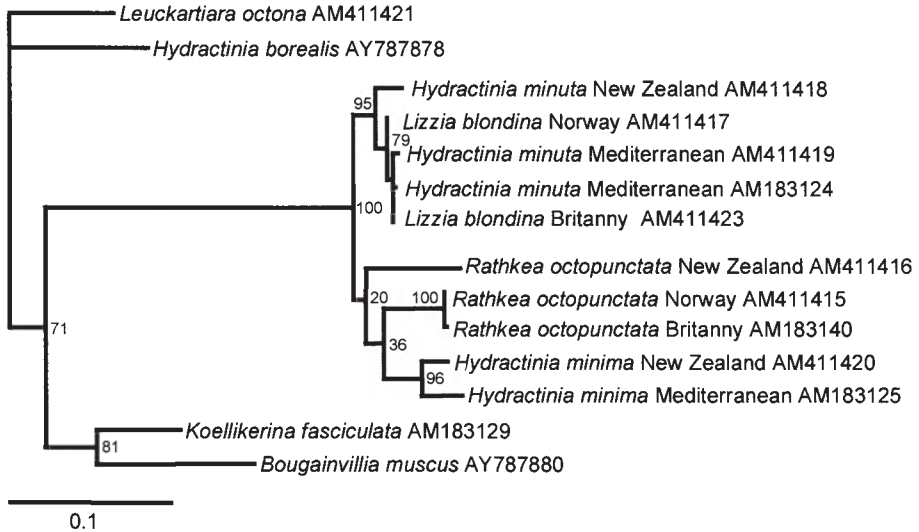 Leuckartiara octona AM411421
Hydractinia borealis AY787878
Hydractinia minuta New Zealand AM411418
95
Lizzia blondina Norway AM411417
79
Hydractinia minuta Mediterranean AM411419
Hydractinia minuta Mediterranean AM183124
100
Lizzia blondina Britanny AM411423
Rathkea octopunctata New Zealand AM411416
20
100
Rathkea octopunctata Norway AM411415
Rathkea octopunctata Britanny AM183140
71
36
Hydractinia minima New Zealand AM411420
96
Hydractinia minima Mediterranean AM183125
Koellikerina fasciculata AM183129
81
Bougainvillia muscus AY787880
0.1